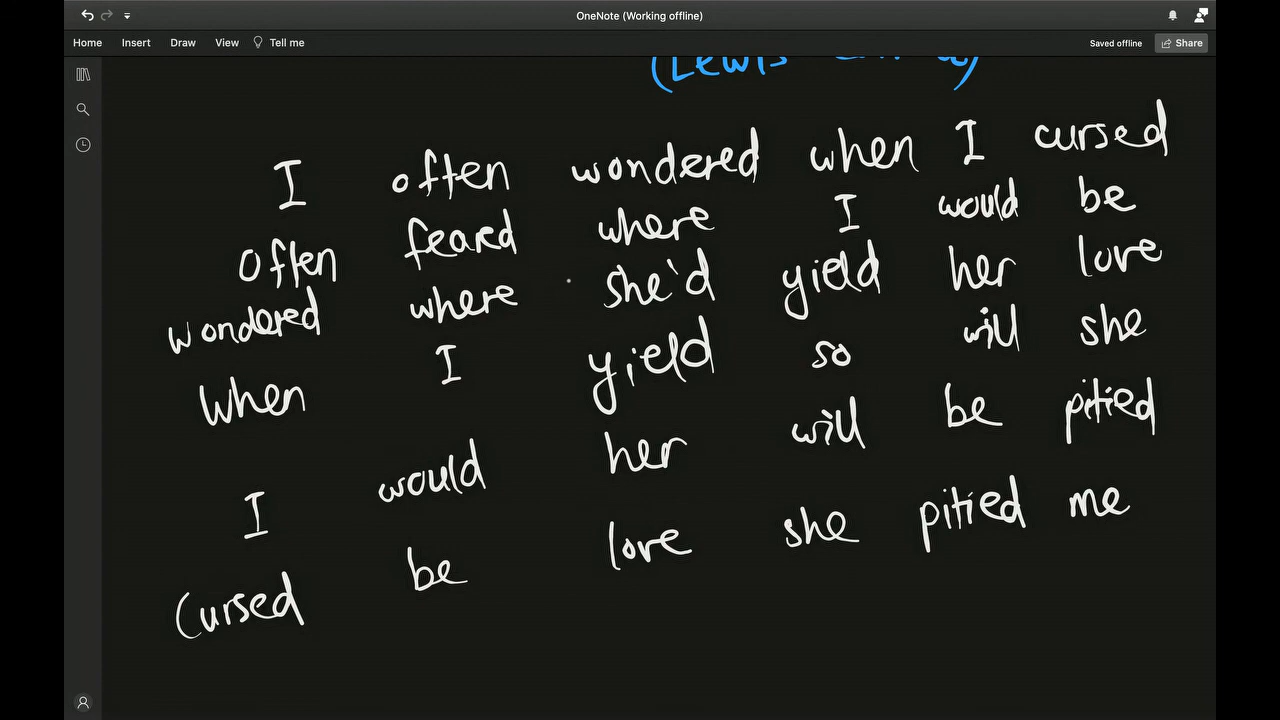 OneNote (Working offline)
Home Insert Draw View Tell me Saved offline Share
(Lewis
I often wondered when I cursed
often feared where I would be
wondered where she'd yield her love
When I yield so will she
I would her will be pitied
Cursed be love she pitied me